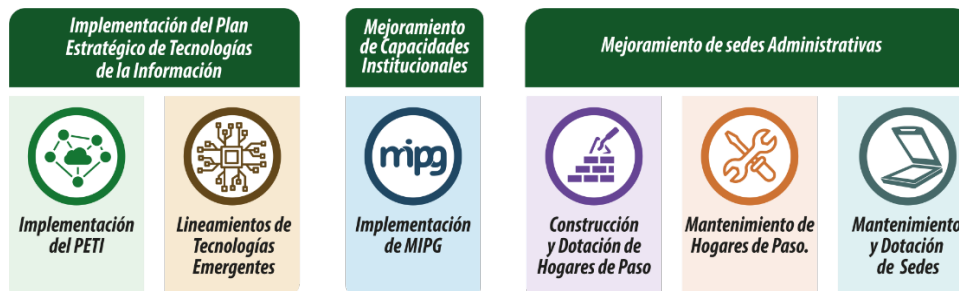 Implementación del Plan
Estratégico de Tecnologías
de la Información
Mejoramiento
de Capacidades
Institucionales
Mejoramiento de sedes Administrativas
Implementación
del PETI
Lineamientos de
Tecnologías
Emergentes
mipg
Implementación
de MIPG
Construcción
y Dotación de
Hogares de Paso
Mantenimiento de
Hogares de Paso.
Mantenimiento
y Dotación
de Sedes